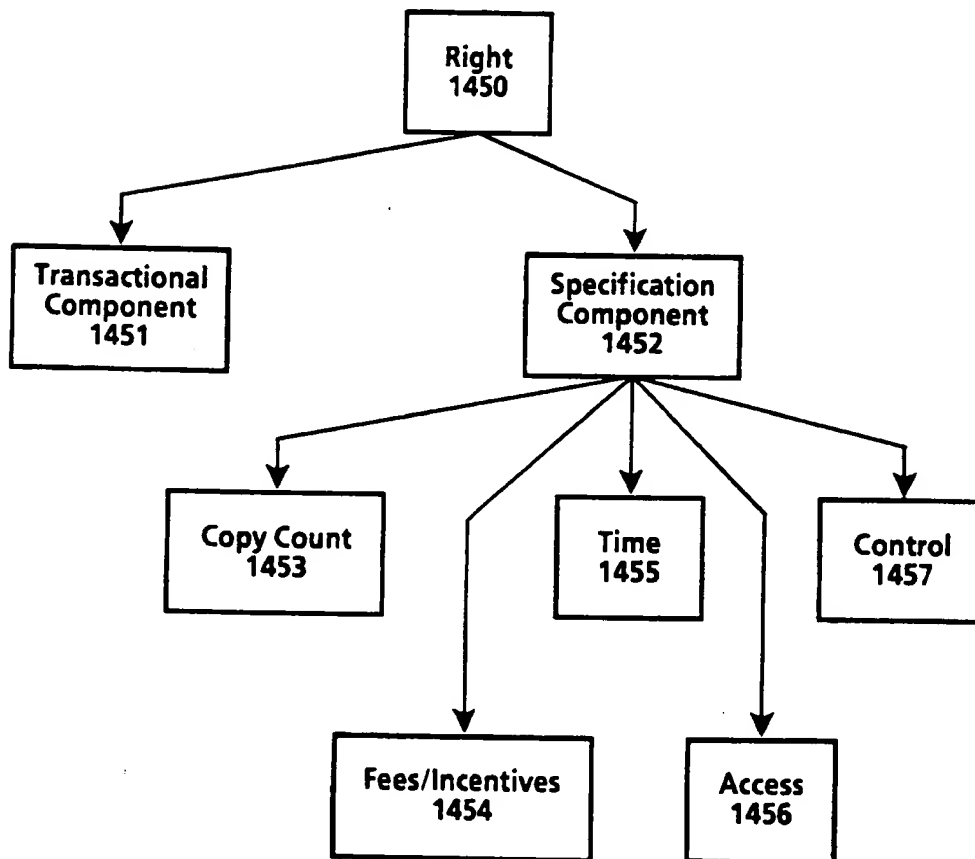 Right
1450
Transactional
Component
1451
Specification
Component
1452
Copy Count
1453
Time
1455
Control
1457
Fees/Incentives
1454
Access
1456